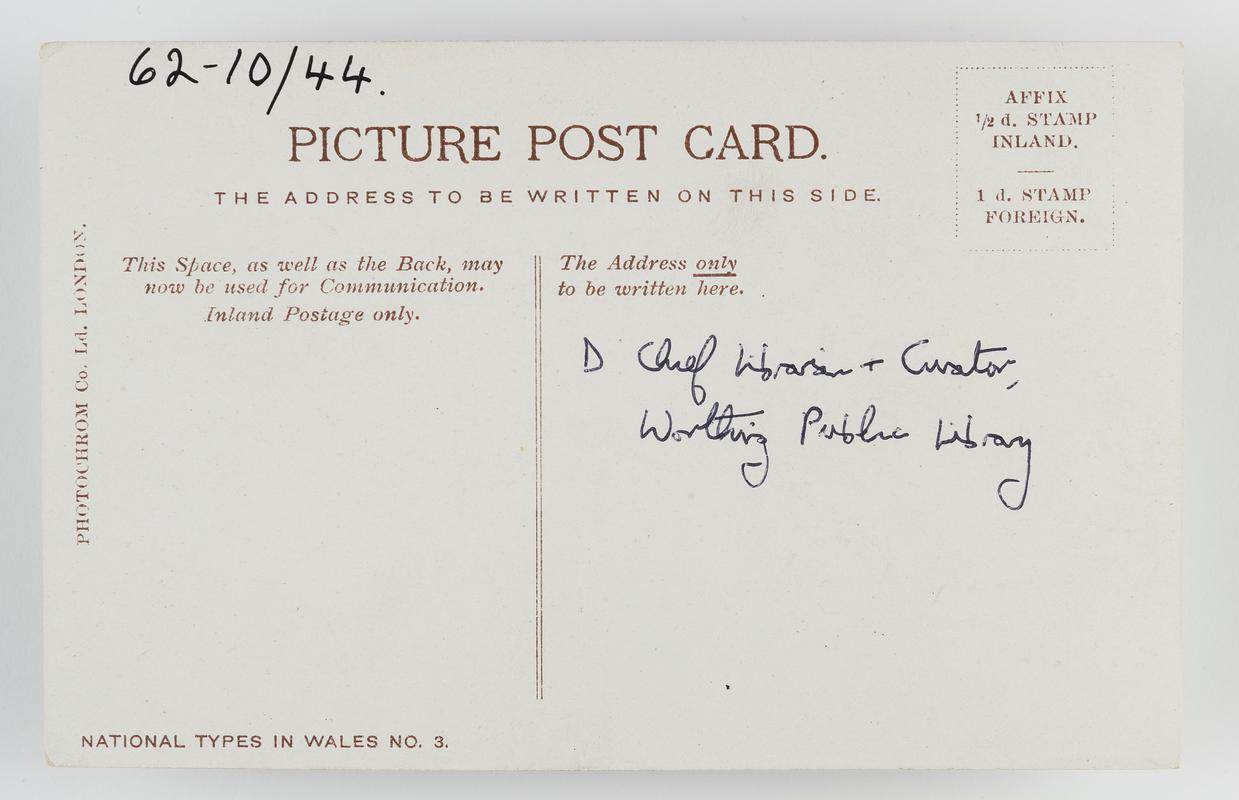 62-10/44.
PICTURE POST CARD.
THE ADDRESS TO BE WRITTEN ON THIS SIDE.
AFFIX
1/2 d. STAMP
INLAND.
1 d. STAMP
FOREIGN.
PHOTOCHROM Co. Ld. LONDON.
This Space, as well as the Back, may
now be used for Communication.
Inland Postage only.
The Address only
to be written here.
D Chief Librarian + Curator,
Worthing Public Library
NATIONAL TYPES IN WALES NO. 3.